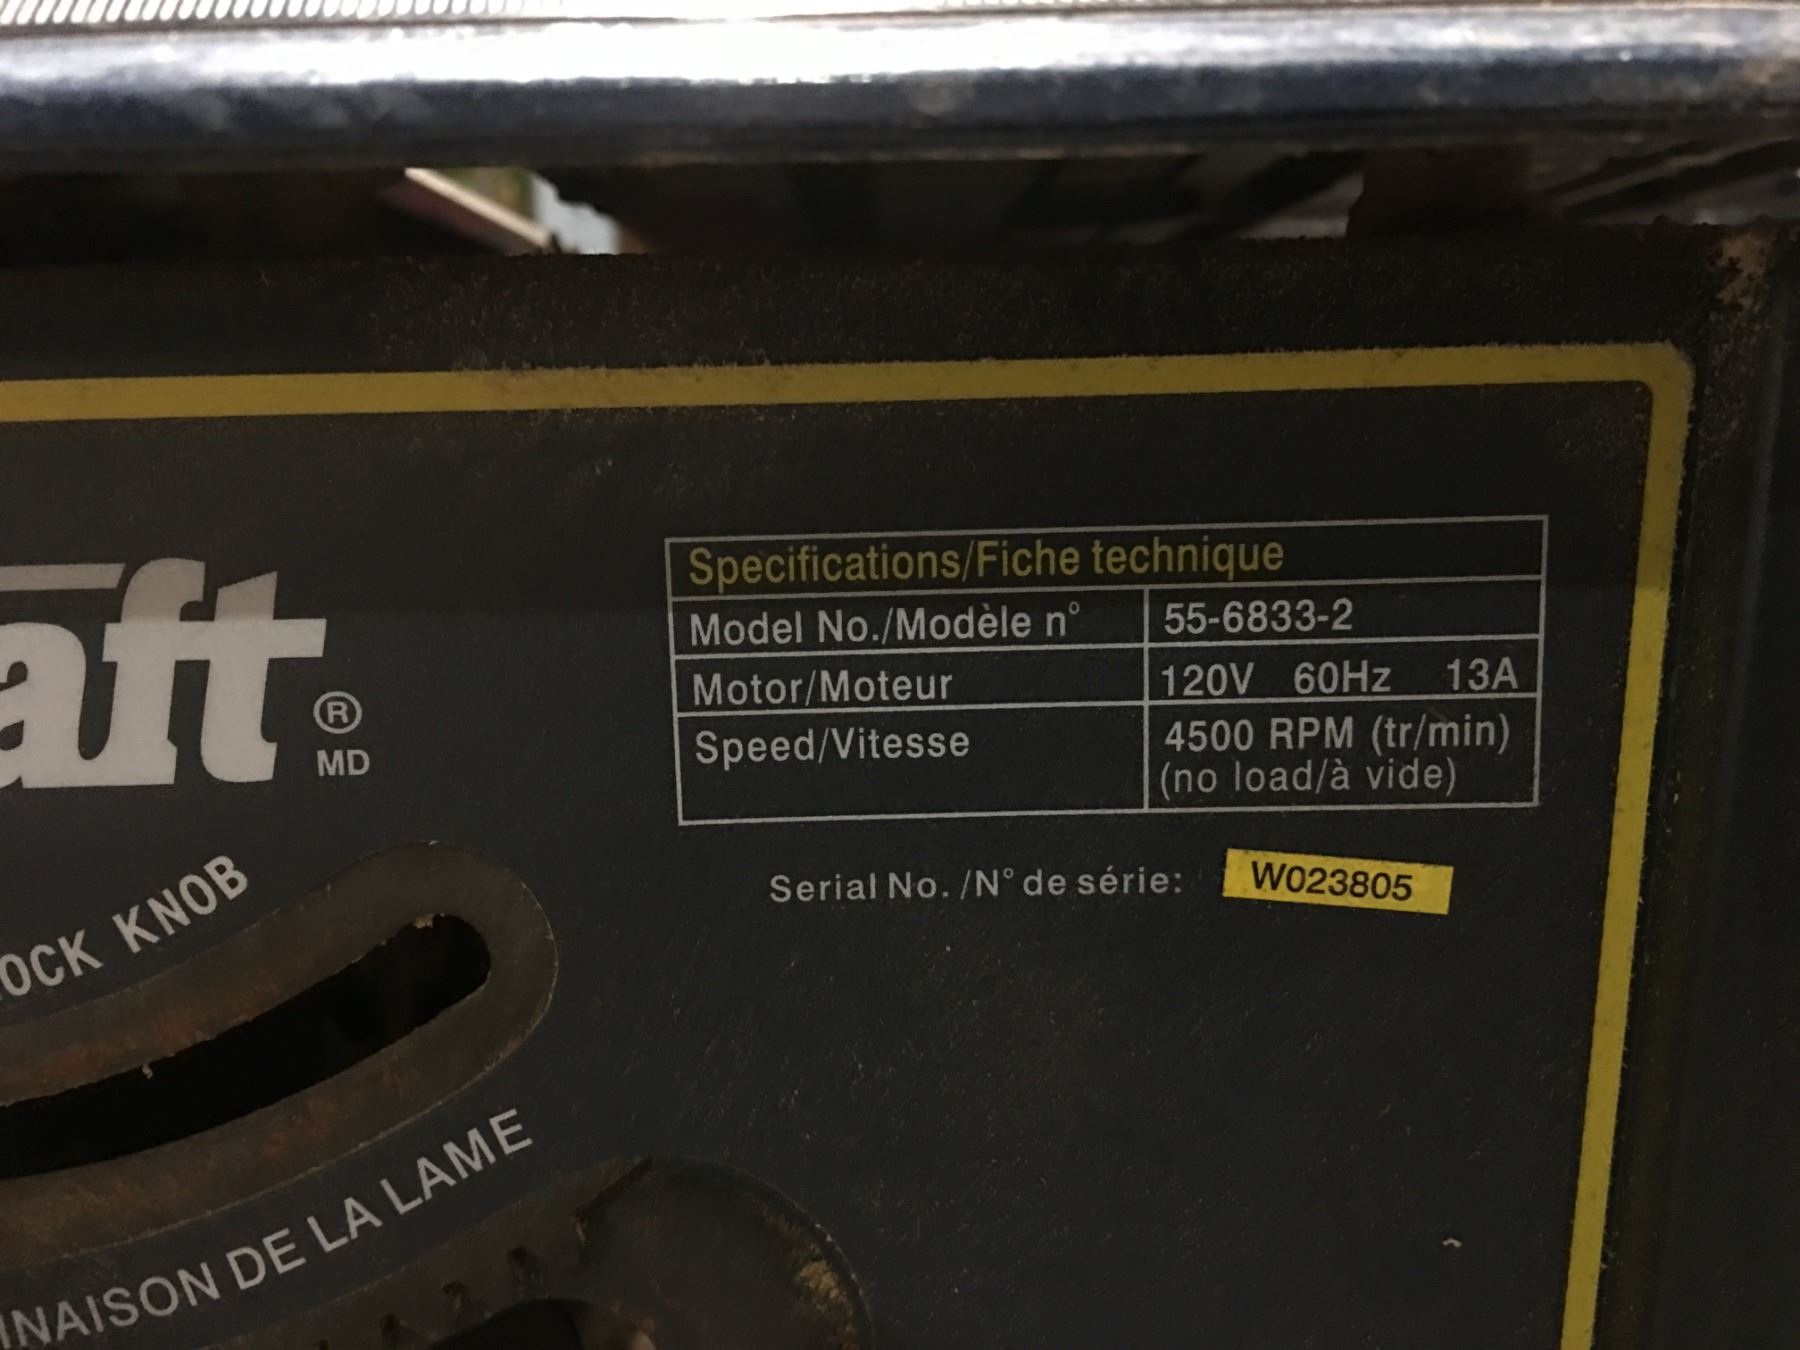 aft
®
MD
Specifications/Fiche technique
Model No./Modèle n° 55-6833-2
Motor/Moteur 120V 60Hz 13A
Speed/Vitesse 4500 RPM (tr/min)
(no load/à vide)
Serial No. /N° de série: W023805
OCK KNOB
INAISON DE LA LAME